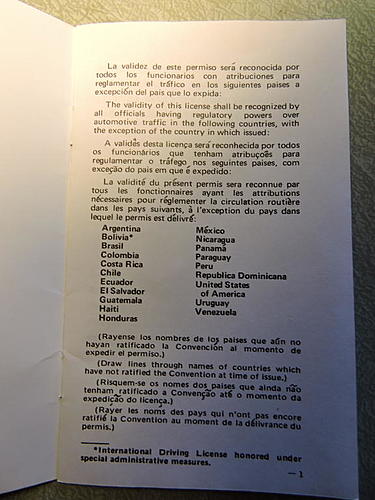 La validez de este permiso será reconocida por
todos los funcionarios con atribuciones para
reglamentar el tráfico en los siguientes paises a
excepción del pais que lo expida:
The validity of this license shall be recognized by
all officials having regulatory powers over
automotive traffic in the following countries, with
the exception of the country in which issued:
A validés desta licença será reconhecida por todos
os funcionários que tenham atribuções para
regulamentar o tráfego nos seguintes países, com
exceção do país em que é expedido:
La validité du présent permis sera reconnue par
tous les fonctionnaires ayant les attributions
nécessaires pour réglementer la circulation routière
dans les pays suivants, à l'exception du pays dans
lequel le permis est délivré:
Argentina
Bolivia*
Brasil
Colombia
Costa Rica
Chile
Ecuador
El Salvador
Guatemala
Haiti
Honduras
México
Nicaragua
Panamá
Paraguay
Peru
Republica Dominicana
United States
of America
Uruguay
Venezuela
(Rayense los nombres de los paises que aún no
hayan ratificado la Convención al momento de
expedir el permiso.)
(Draw lines through names of countries which
have not ratified the Convention at time of issue.)
(Risquem-se os nomes dos países que ainda não
tenham ratificado a Convenção até o momento da
expedição do licença.)
(Rayer les noms des pays qui n'ont pas encore
ratifié la Convention au moment de la délivrance du
permis.)
*International Driving License honored under
special administrative measures.
— 1